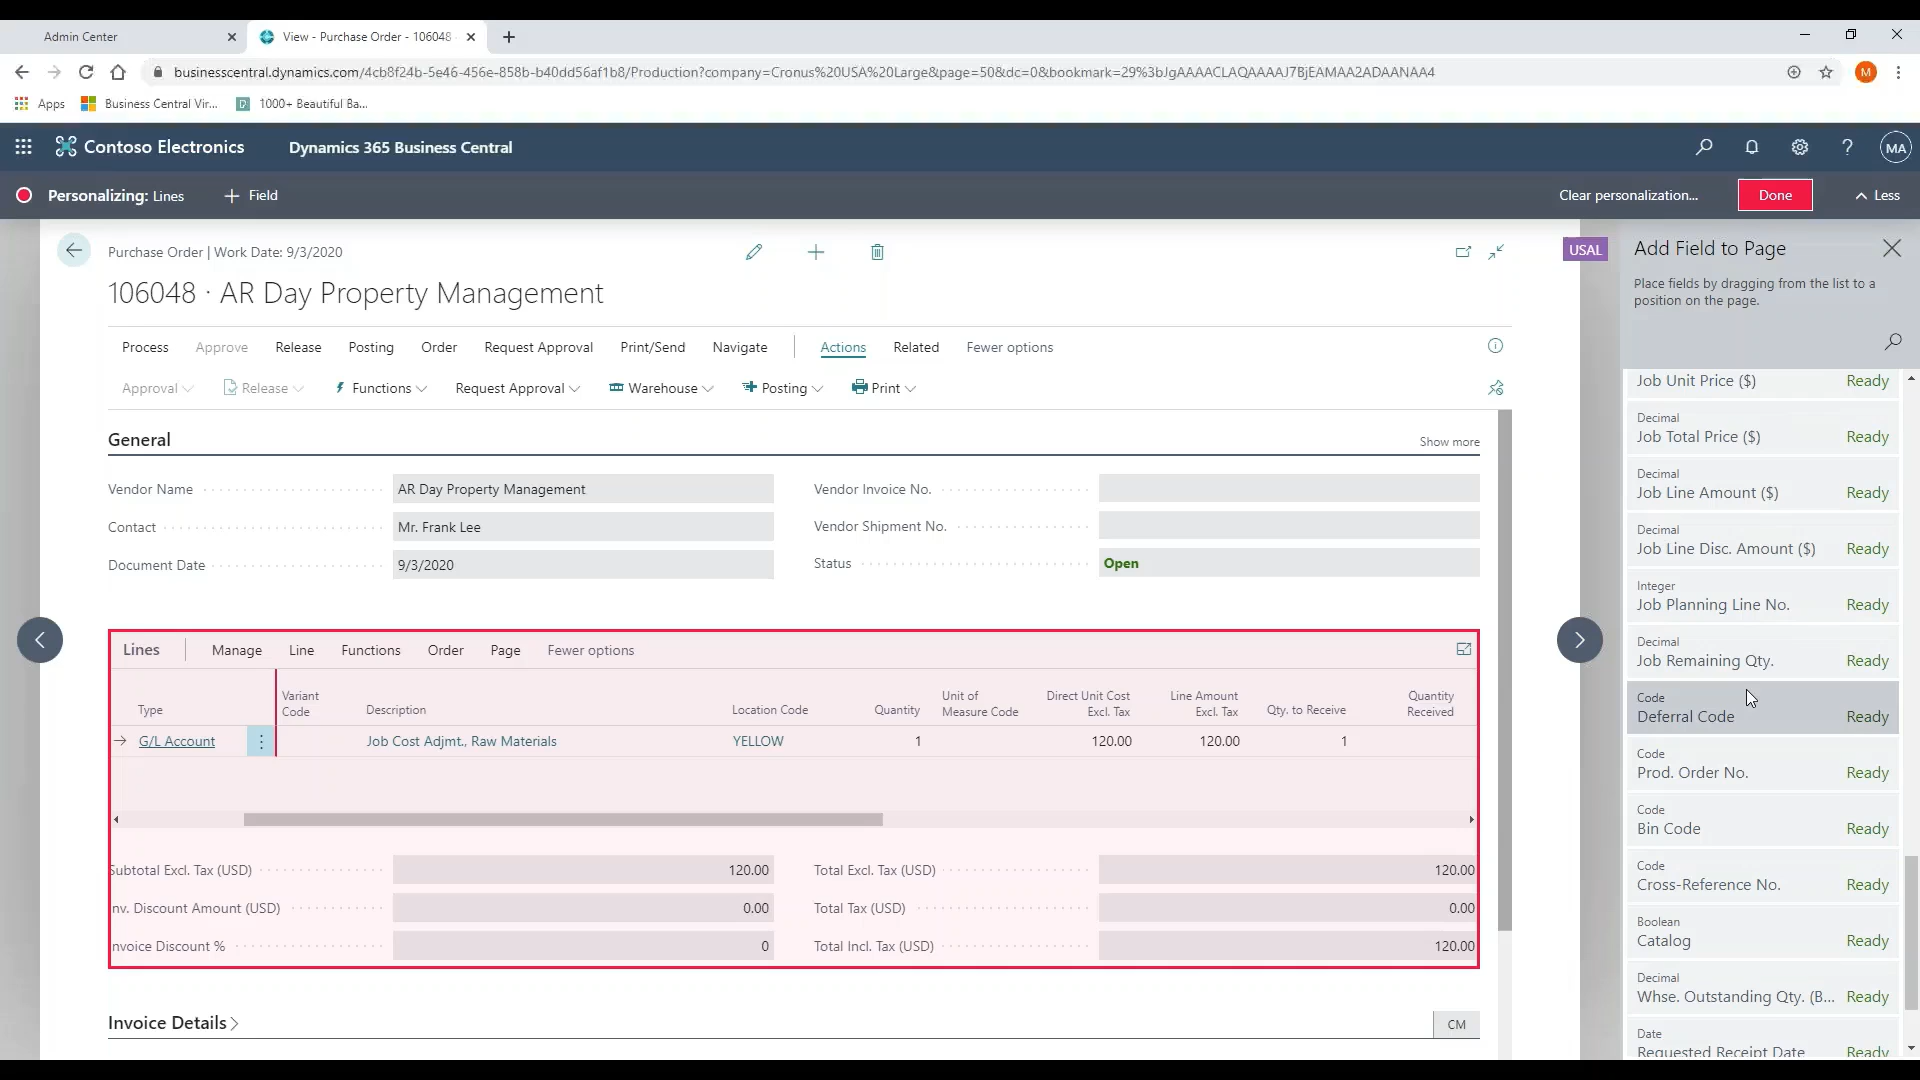 Admin Center
View - Purchase Order - 106048
businesscentral.dynamics.com/4cb8f24b-5e46-456e-858b-b40dd56af1b8/Production?company=Cronus%20USA%20Large&page=50&dc=0&bookmark=29%3bJgAAAACLAQAAAAJ7BjEAMAA2ADAANAA4
M
Apps
Business Central Vir...
D
1000+ Beautiful Ba...
Contoso Electronics
Dynamics 365 Business Central
?
MA
Personalizing: Lines
+ Field
Clear personalization...
Done
Less
Purchase Order | Work Date: 9/3/2020
USAL
106048 · AR Day Property Management
Process
Approve
Release
Posting
Order
Request Approval
Print/Send
Navigate
Actions
Related
Fewer options
Approval
Release
Functions
Request Approval
Warehouse
Posting
Print
General
Show more
Vendor Name
AR Day Property Management
Vendor Invoice No.
Contact
Mr. Frank Lee
Vendor Shipment No.
Document Date
9/3/2020
Status
Open
Lines
Manage
Line
Functions
Order
Page
Fewer options
Type
Variant Code
Description
Location Code
Quantity
Unit of Measure Code
Direct Unit Cost Excl. Tax
Line Amount Excl. Tax
Qty. to Receive
Quantity Received
G/L Account
Job Cost Adjmt., Raw Materials
YELLOW
1
120.00
120.00
1
Subtotal Excl. Tax (USD)
120.00
Total Excl. Tax (USD)
120.00
nv. Discount Amount (USD)
0.00
Total Tax (USD)
0.00
nvoice Discount %
0
Total Incl. Tax (USD)
120.00
Invoice Details
CM
Add Field to Page
Place fields by dragging from the list to a
position on the page.
Job Unit Price ($)
Ready
Decimal
Job Total Price ($)
Ready
Decimal
Job Line Amount ($)
Ready
Decimal
Job Line Disc. Amount ($)
Ready
Integer
Job Planning Line No.
Ready
Decimal
Job Remaining Qty.
Ready
Code
Deferral Code
Ready
Code
Prod. Order No.
Ready
Code
Bin Code
Ready
Code
Cross-Reference No.
Ready
Boolean
Catalog
Ready
Decimal
Whse. Outstanding Qty. (B...
Ready
Date
Requested Receipt Date
Ready